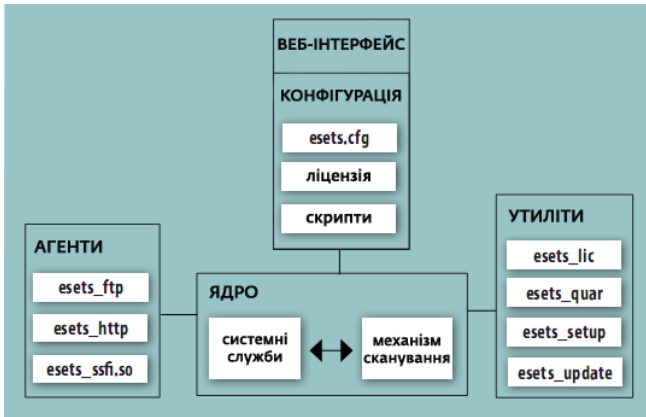 ВЕБ-ІНТЕРФЕЙС
КОНФІГУРАЦІЯ
esets.cfg
ліцензія
скрипти
АГЕНТИ
esets_ftp
esets_http
esets_ssfi.so
ЯДРО
системні
служби
механізм
сканування
УТИЛІТИ
esets_lic
esets_quar
esets_setup
esets_update